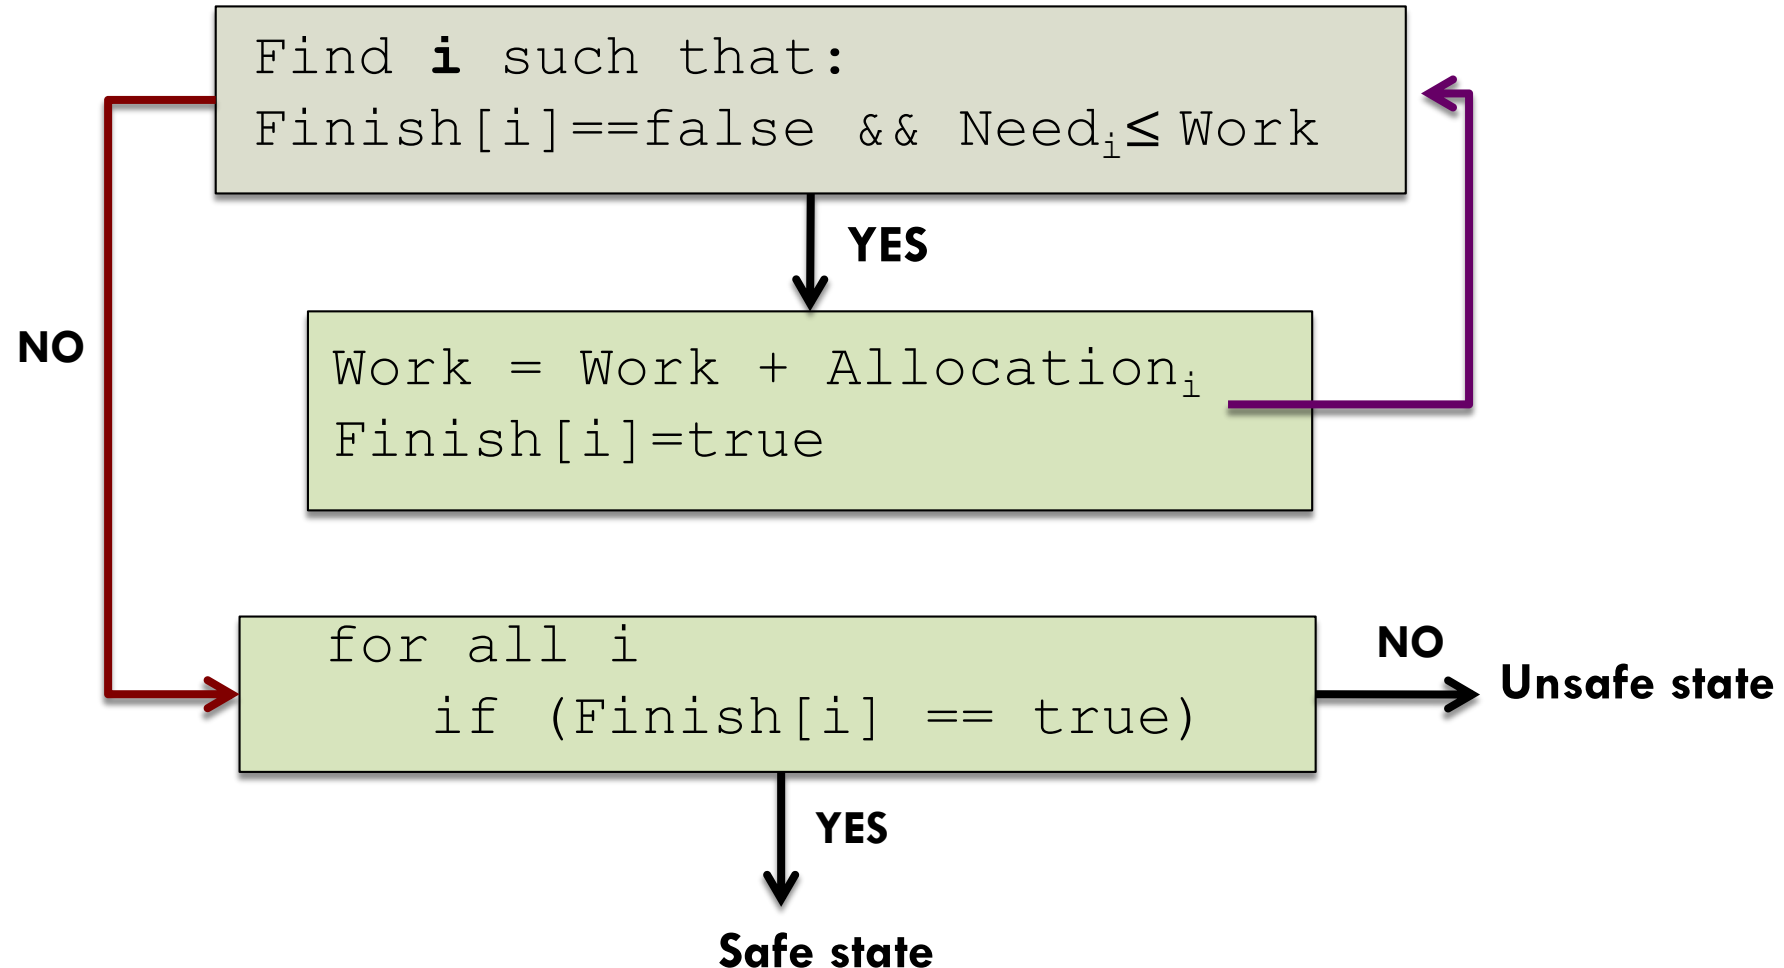 Find i such that:
Finish[i]==false && Needᵢ≤ Work
YES
NO
Work = Work + Allocationᵢ
Finish[i]=true
for all i
if (Finish[i] == true)
NO
Unsafe state
YES
Safe state